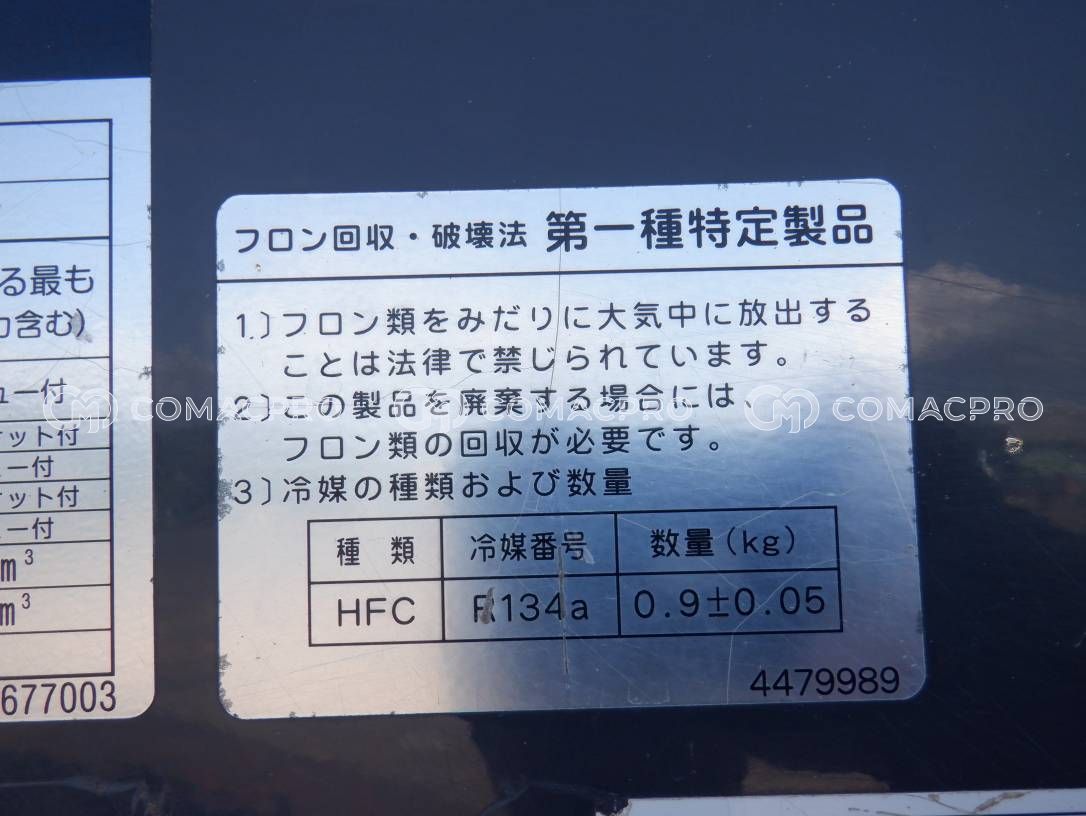 る最も
カ含む)
ュー付
ケット付
ュー付
ケット付
ュー付
m³
m³
677003
フロン回収・破壊法 第一種特定製品
1.)フロン類をみだりに大気中に放出する
ことは法律で禁じられています。
2.)この製品を廃棄する場合には、
フロン類の回収が必要です。
3)冷媒の種類および数量
種類 冷媒番号 数量(kg)
HFC R134a 0.9±0.05
4479989
COMACPRO COMACPRO COMACPRO